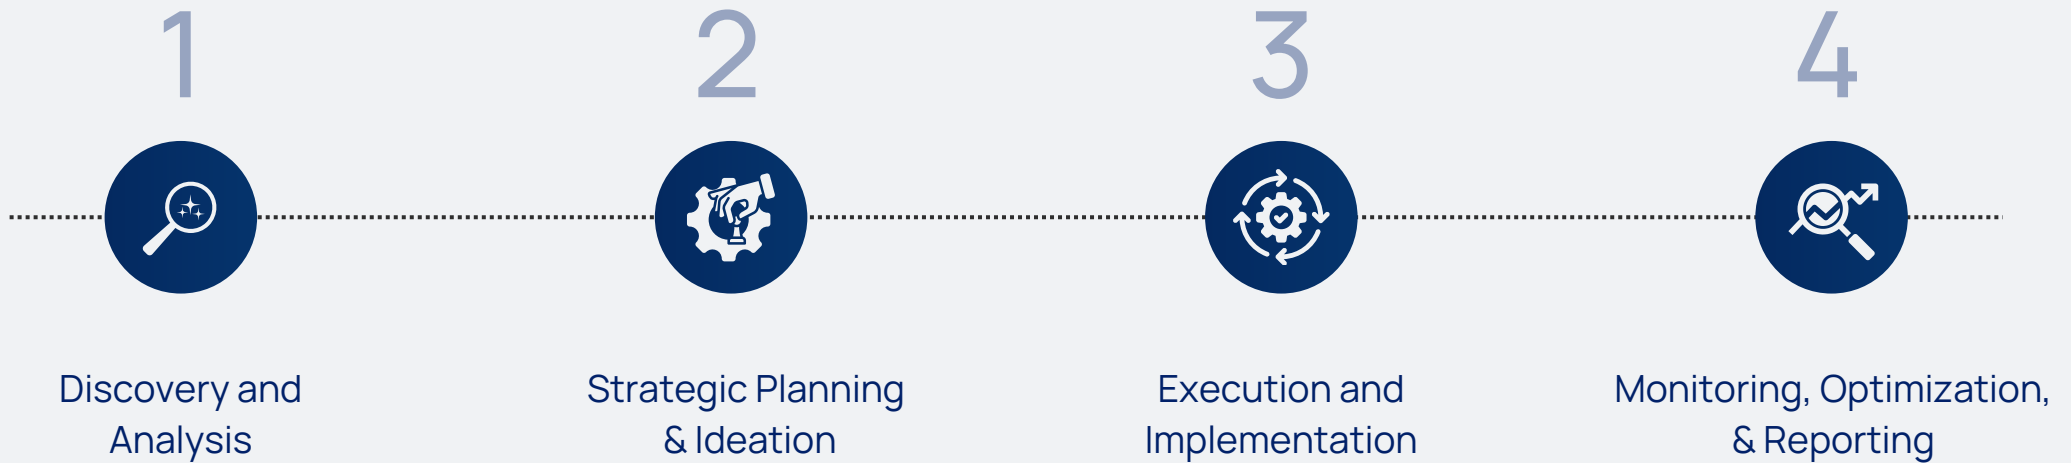 1
2
3
4
Discovery and
Analysis
Strategic Planning
& Ideation
Execution and
Implementation
Monitoring, Optimization,
& Reporting